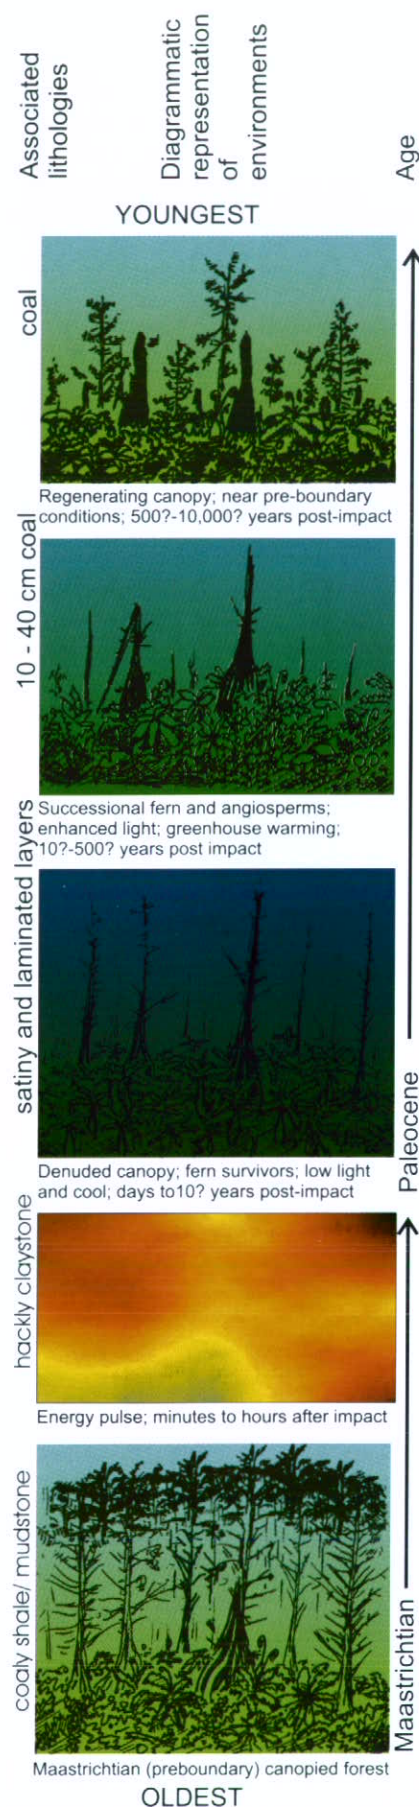 Associated
lithologies
Diagrammatic
representation
of
environments
Age
YOUNGEST
coal
Regenerating canopy; near pre-boundary
conditions; 500?-10,000? years post-impact
10 - 40 cm coal
Successional fern and angiosperms;
enhanced light; greenhouse warming;
10?-500? years post impact
satiny and laminated layers
Denuded canopy; fern survivors; low light
and cool; days to10? years post-impact
Paleocene
hackly claystone
Energy pulse; minutes to hours after impact
coaly shale/ mudstone
Maastrichtian
Maastrichtian (preboundary) canopied forest
OLDEST